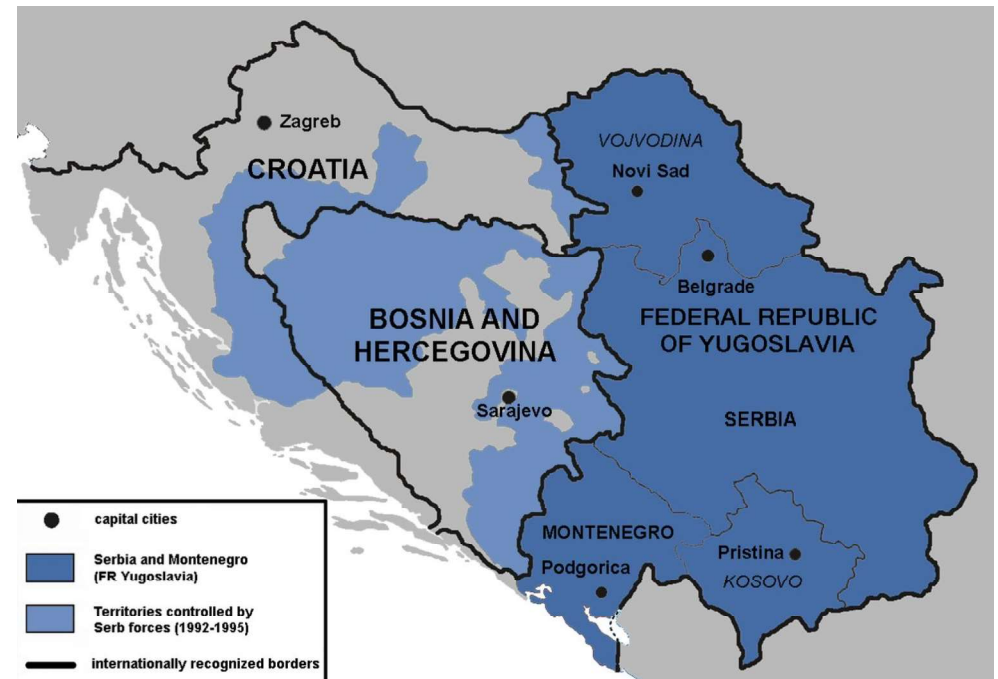 Zagreb
CROATIA
VOJVODINA
Novi Sad
Belgrade
FEDERAL REPUBLIC
OF YUGOSLAVIA
BOSNIA AND
HERCEGOVINA
Sarajevo
SERBIA
MONTENEGRO
Podgorica
Pristina
KOSOVO
capital cities
Serbia and Montenegro
(FR Yugoslavia)
Territories controlled by
Serb forces (1992-1995)
internationally recognized borders